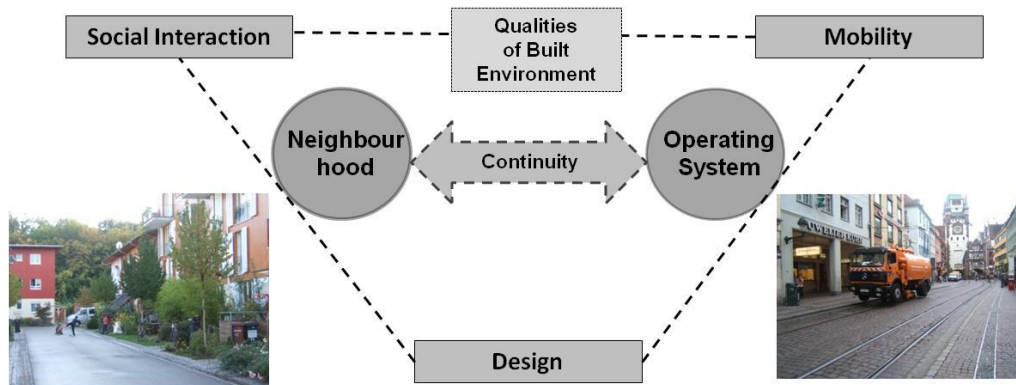 Social Interaction
Qualities
of Built
Environment
Mobility
Neighbour
hood
Continuity
Operating
System
Design